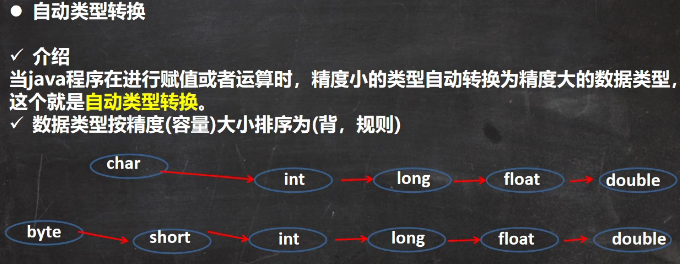 ● 自动类型转换
✓ 介绍
当java程序在进行赋值或者运算时，精度小的类型自动转换为精度大的数据类型，
这个就是自动类型转换。
✓ 数据类型按精度(容量)大小排序为(背，规则)
char int long float double
byte short int long float double